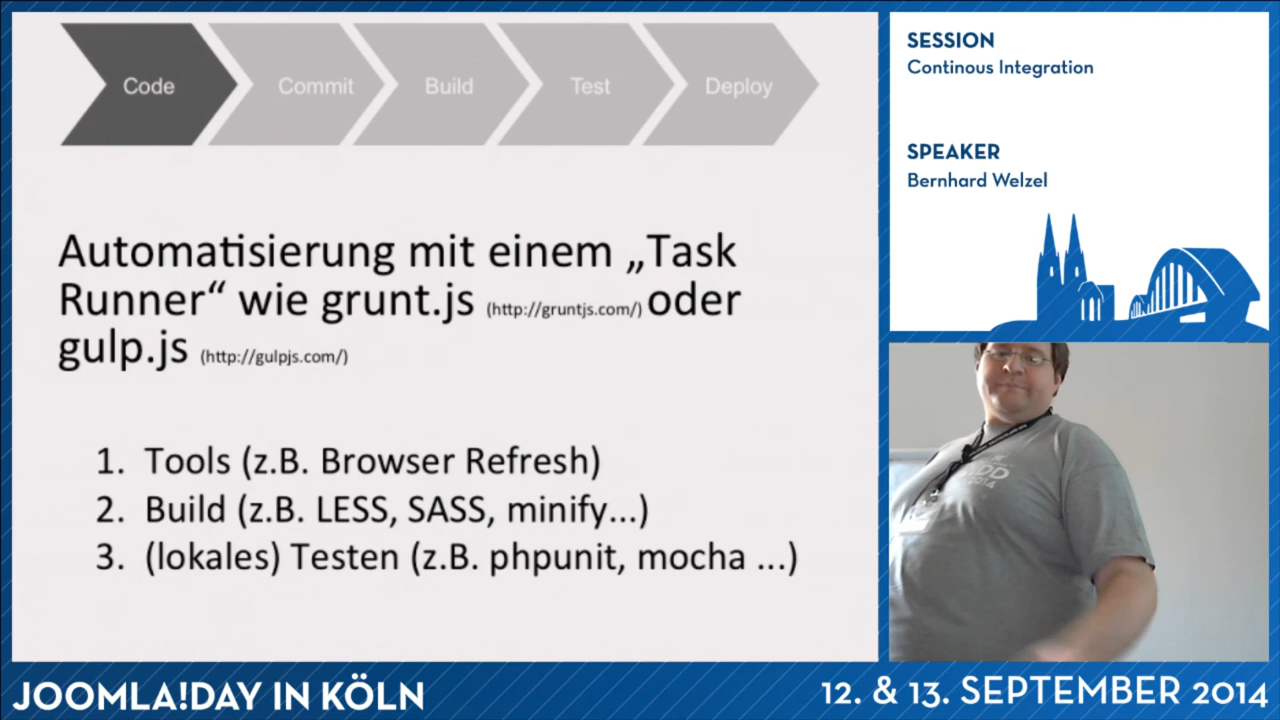 Code
Commit
Build
Test
Deploy
Automatisierung mit einem „Task
Runner“ wie grunt.js (http://gruntjs.com/) oder
gulp.js (http://gulpjs.com/)
1. Tools (z.B. Browser Refresh)
2. Build (z.B. LESS, SASS, minify...)
3. (lokales) Testen (z.B. phpunit, mocha ...)
SESSION
Continous Integration
SPEAKER
Bernhard Welzel
2014
JOOMLA!DAY IN KÖLN
12. & 13. SEPTEMBER 2014